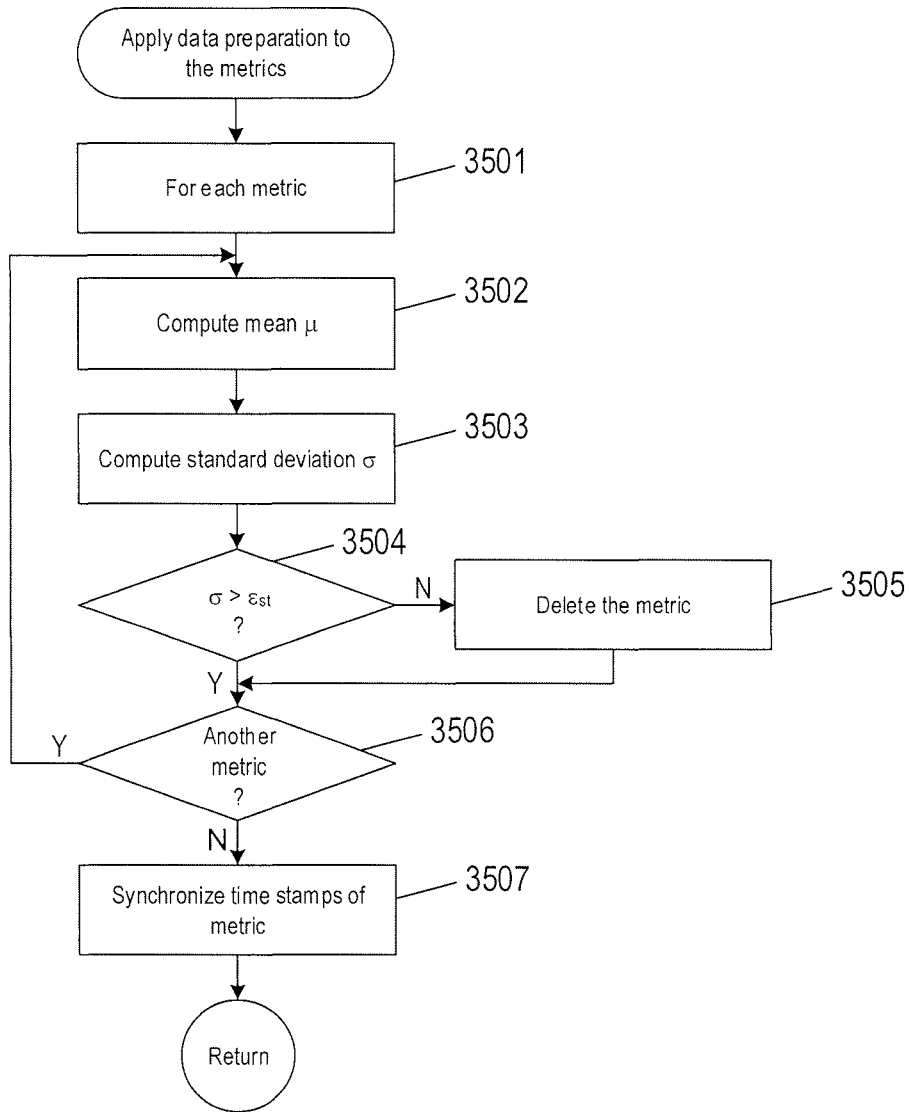 Apply data preparation to
the metrics
3501
For each metric
3502
Compute mean μ
3503
Compute standard deviation σ
3504
σ > εst
?
N
Delete the metric
3505
Y
Another
metric
?
3506
Y
N
Synchronize time stamps of
metric
3507
Return